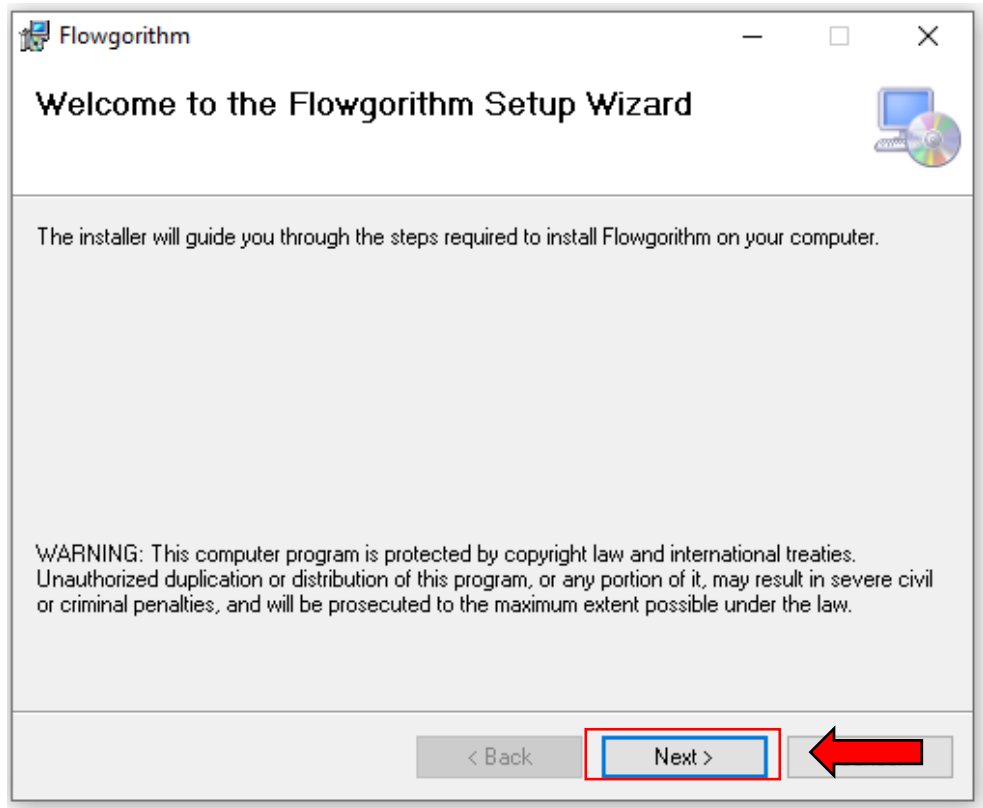 Flowgorithm
Welcome to the Flowgorithm Setup Wizard
The installer will guide you through the steps required to install Flowgorithm on your computer.
WARNING: This computer program is protected by copyright law and international treaties.
Unauthorized duplication or distribution of this program, or any portion of it, may result in severe civil
or criminal penalties, and will be prosecuted to the maximum extent possible under the law.
< Back
Next >